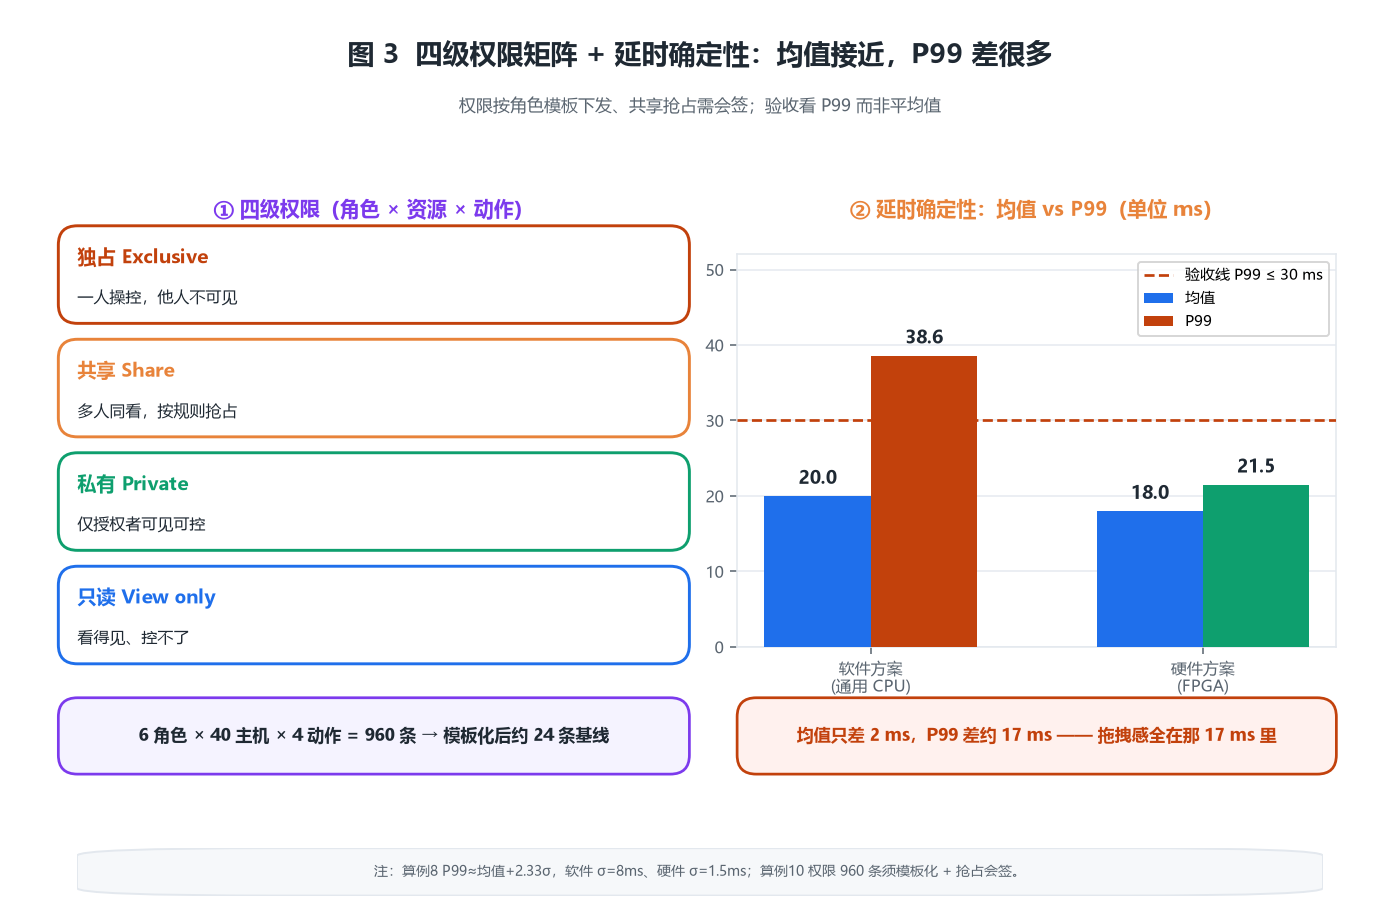 图 3 四级权限矩阵 + 延时确定性：均值接近，P99 差很多
权限按角色模板下发、共享抢占需会签；验收看 P99 而非平均值
① 四级权限（角色 × 资源 × 动作）
独占 Exclusive
一人操控，他人不可见
共享 Share
多人同看，按规则抢占
私有 Private
仅授权者可见可控
只读 View only
看得见、控不了
6 角色 × 40 主机 × 4 动作 = 960 条 → 模板化后约 24 条基线
② 延时确定性：均值 vs P99（单位 ms）
50
40
30
20
10
0
验收线 P99 ≤ 30 ms
均值
P99
20.0
38.6
18.0
21.5
软件方案
(通用 CPU)
硬件方案
(FPGA)
均值只差 2 ms，P99 差约 17 ms —— 拖拽感全在那 17 ms 里
注：算例8 P99≈均值+2.33σ，软件 σ=8ms、硬件 σ=1.5ms；算例10 权限 960 条须模板化 + 抢占会签。